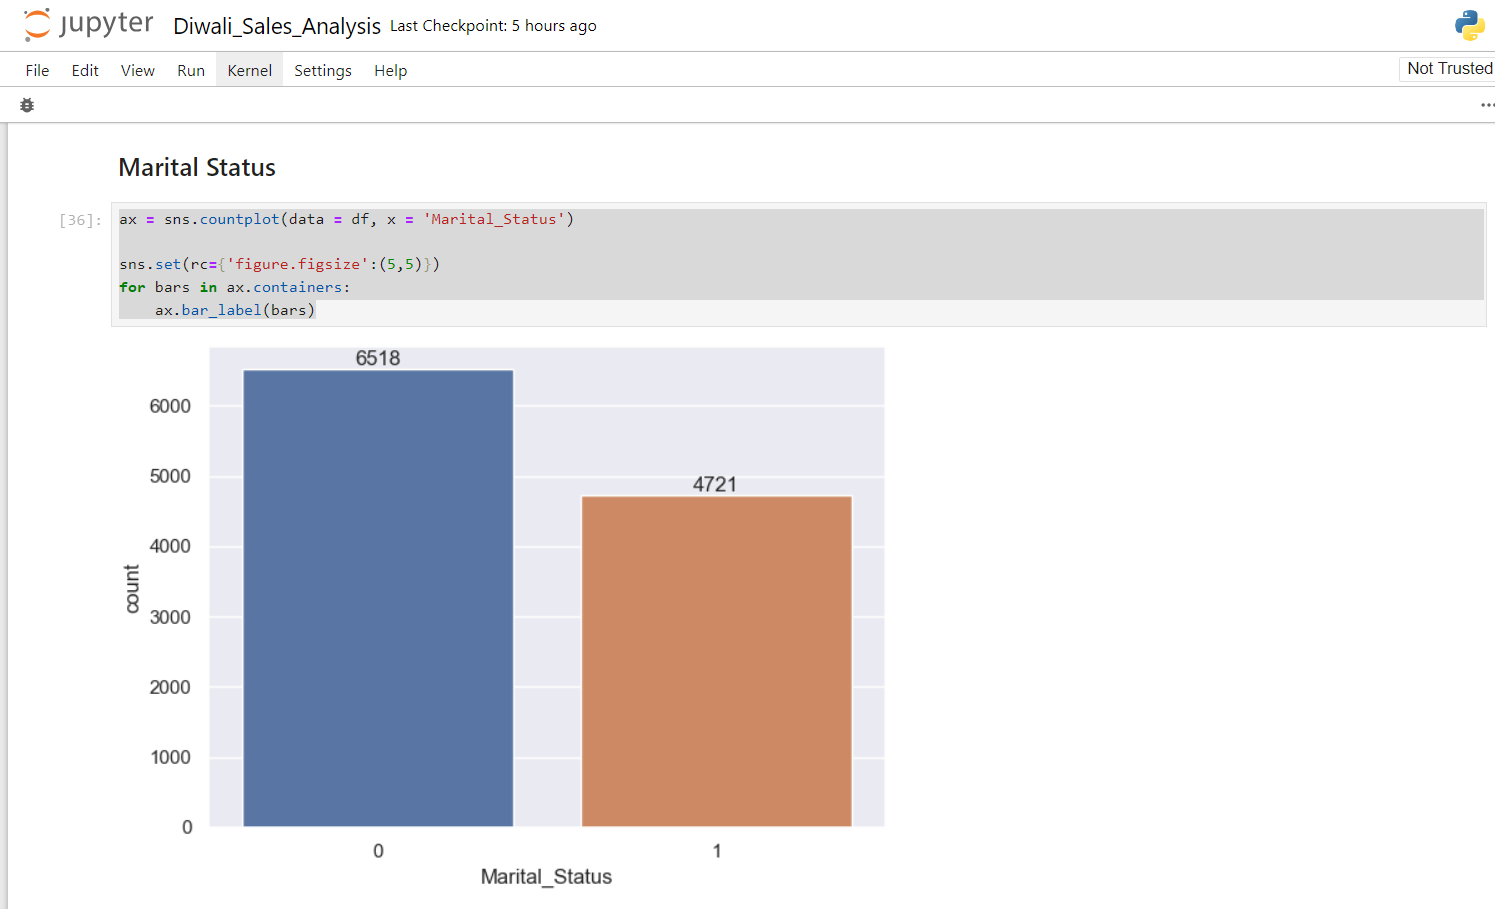 jupyter Diwali_Sales_Analysis Last Checkpoint: 5 hours ago
File Edit View Run Kernel Settings Help Not Trusted
Marital Status
[36]: ax = sns.countplot(data = df, x = 'Marital_Status')
sns.set(rc={'figure.figsize':(5,5)})
for bars in ax.containers:
    ax.bar_label(bars)
6518
6000
5000
4721
4000
count
3000
2000
1000
0
0 1
Marital_Status